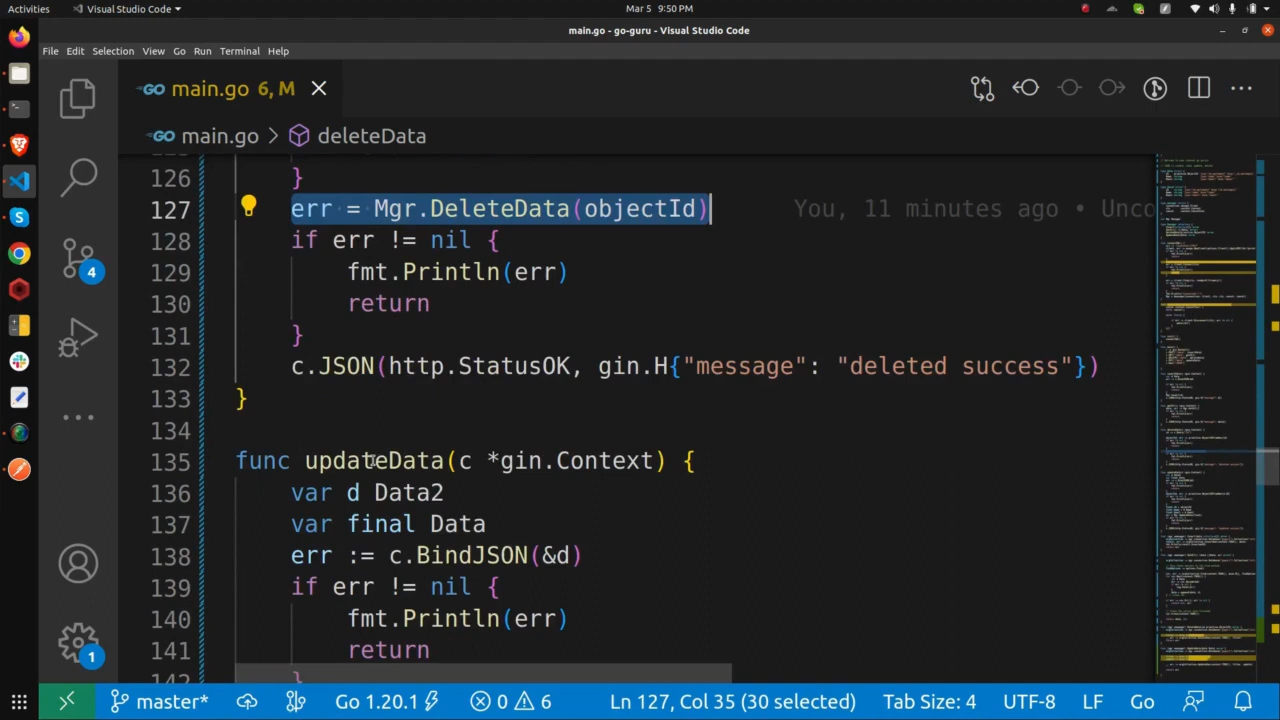 Activities
Visual Studio Code
Mar 5 9:50 PM
main.go - go-guru - Visual Studio Code
File Edit Selection View Go Run Terminal Help
GO main.go 6, M
GO main.go > deleteData
126 }
127 err = Mgr.DeleteData(objectId) You, 11 minutes ago • Unco
128 if err != nil {
129 fmt.Println(err)
130 return
131 }
132 c.JSON(http.StatusOK, gin.H{"message": "deleted success"})
133 }
134
135 func updateData(c *gin.Context) {
136 var d Data2
137 var final Data
138 err := c.BindJSON(&d)
139 if err != nil {
140 fmt.Println(err)
141 return
4
1
master* Go 1.20.1 0 6 Ln 127, Col 35 (30 selected) Tab Size: 4 UTF-8 LF Go